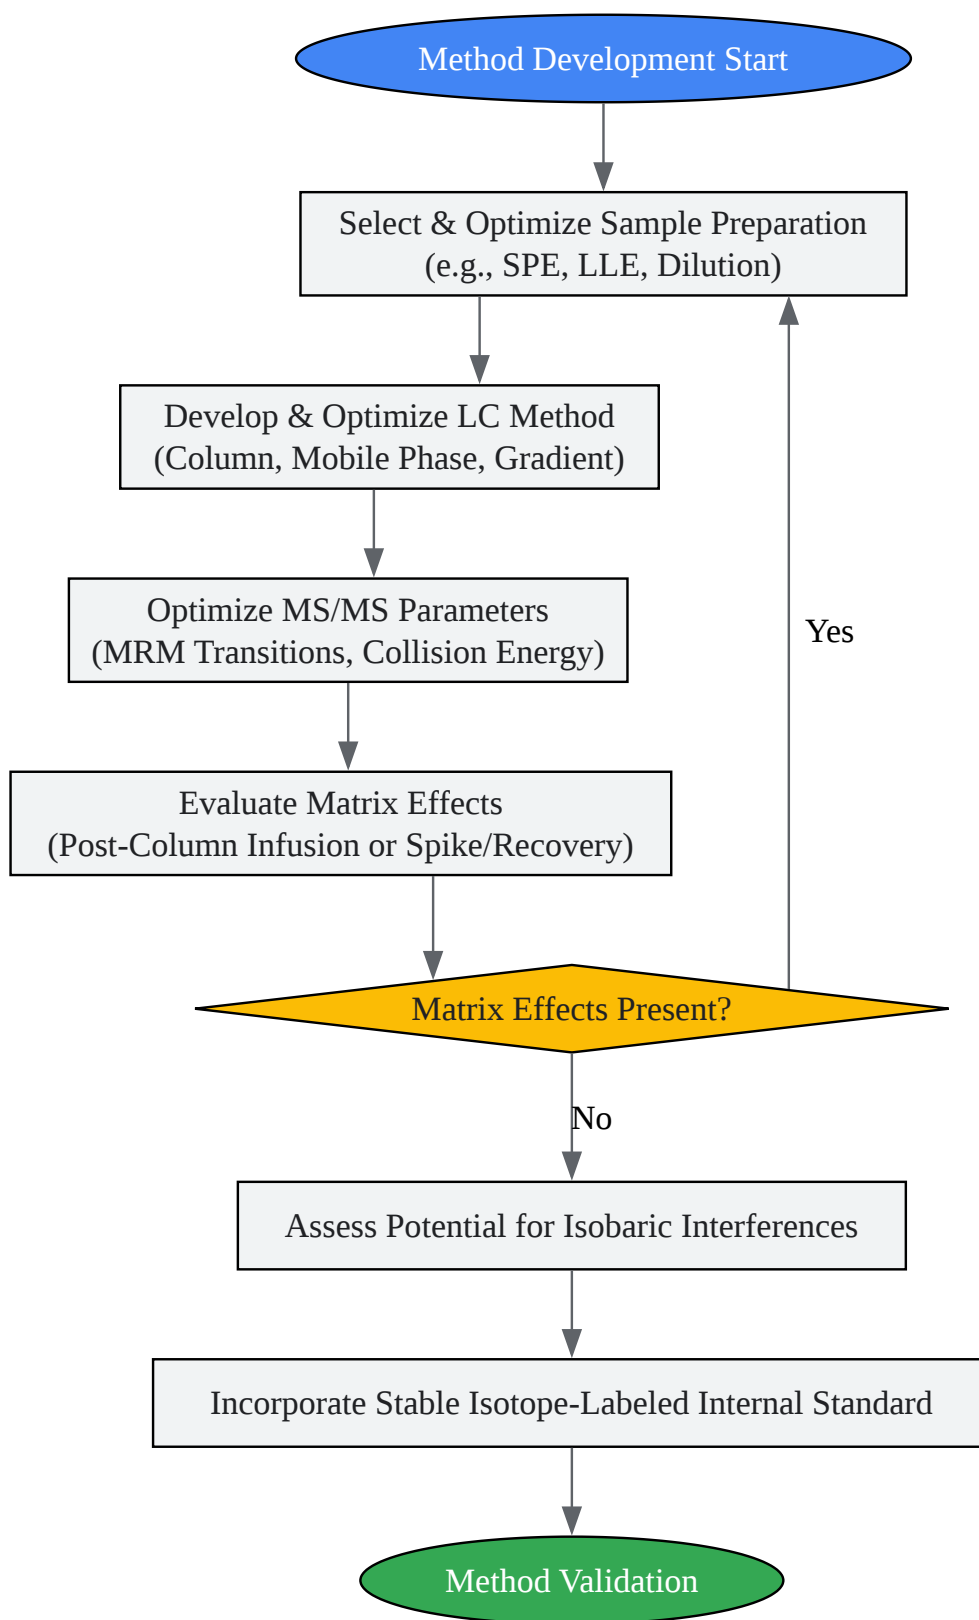 Method Development Start
Select & Optimize Sample Preparation
(e.g., SPE, LLE, Dilution)
Develop & Optimize LC Method
(Column, Mobile Phase, Gradient)
Optimize MS/MS Parameters
(MRM Transitions, Collision Energy)
Yes
Evaluate Matrix Effects
(Post-Column Infusion or Spike/Recovery)
Matrix Effects Present?
No
Assess Potential for Isobaric Interferences
Incorporate Stable Isotope-Labeled Internal Standard
Method Validation